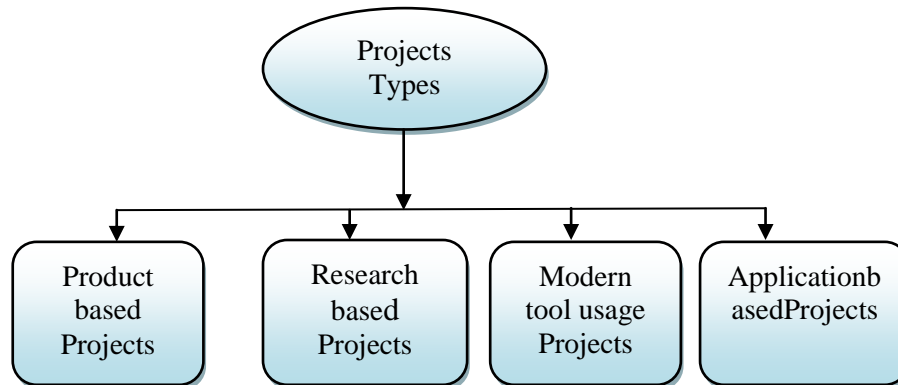 Projects
Types
Product
based
Projects
Research
based
Projects
Modern
tool usage
Projects
Applicationb
asedProjects